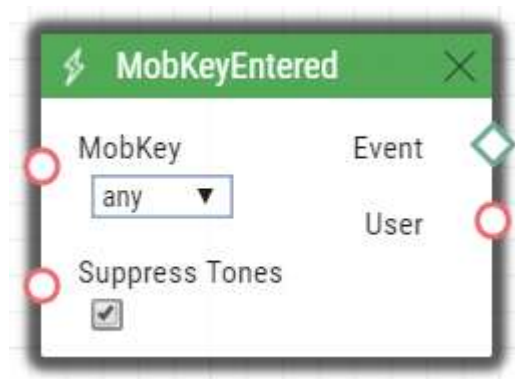 MobKeyEntered
MobKey
Event
any
User
Suppress Tones